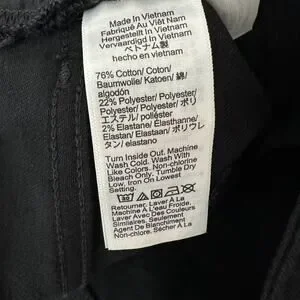 Made In Vietnam
Fabriqué Au Viêt Nam
Hergestellt In Vietnam
Vervaardigd In Vietnam
ベトナム製
hecho en vietnam
76% Cotton/ Coton/
Baumwolle/ Katoen/ 綿/
algodón
22% Polyester/ Polyester/
Polyester/ Polyester/ ポリ
エステル/ poliéster
2% Elastane/ Élasthanne/
Elastan/ Elastaan/ ポリウレ
タン/ elastano
Turn Inside Out. Machine
Wash Cold. Wash With
Like Colors. Non-chlorine
Bleach Only. Tumble Dry
Low, Iron On Lowest
Setting.
Retourner. Laver À La
Machine À L'eau Froide.
Laver Avec Des Couleurs
Similaires. Seulement
Agent De Blanchiment
Non-chlore. Sécher À La